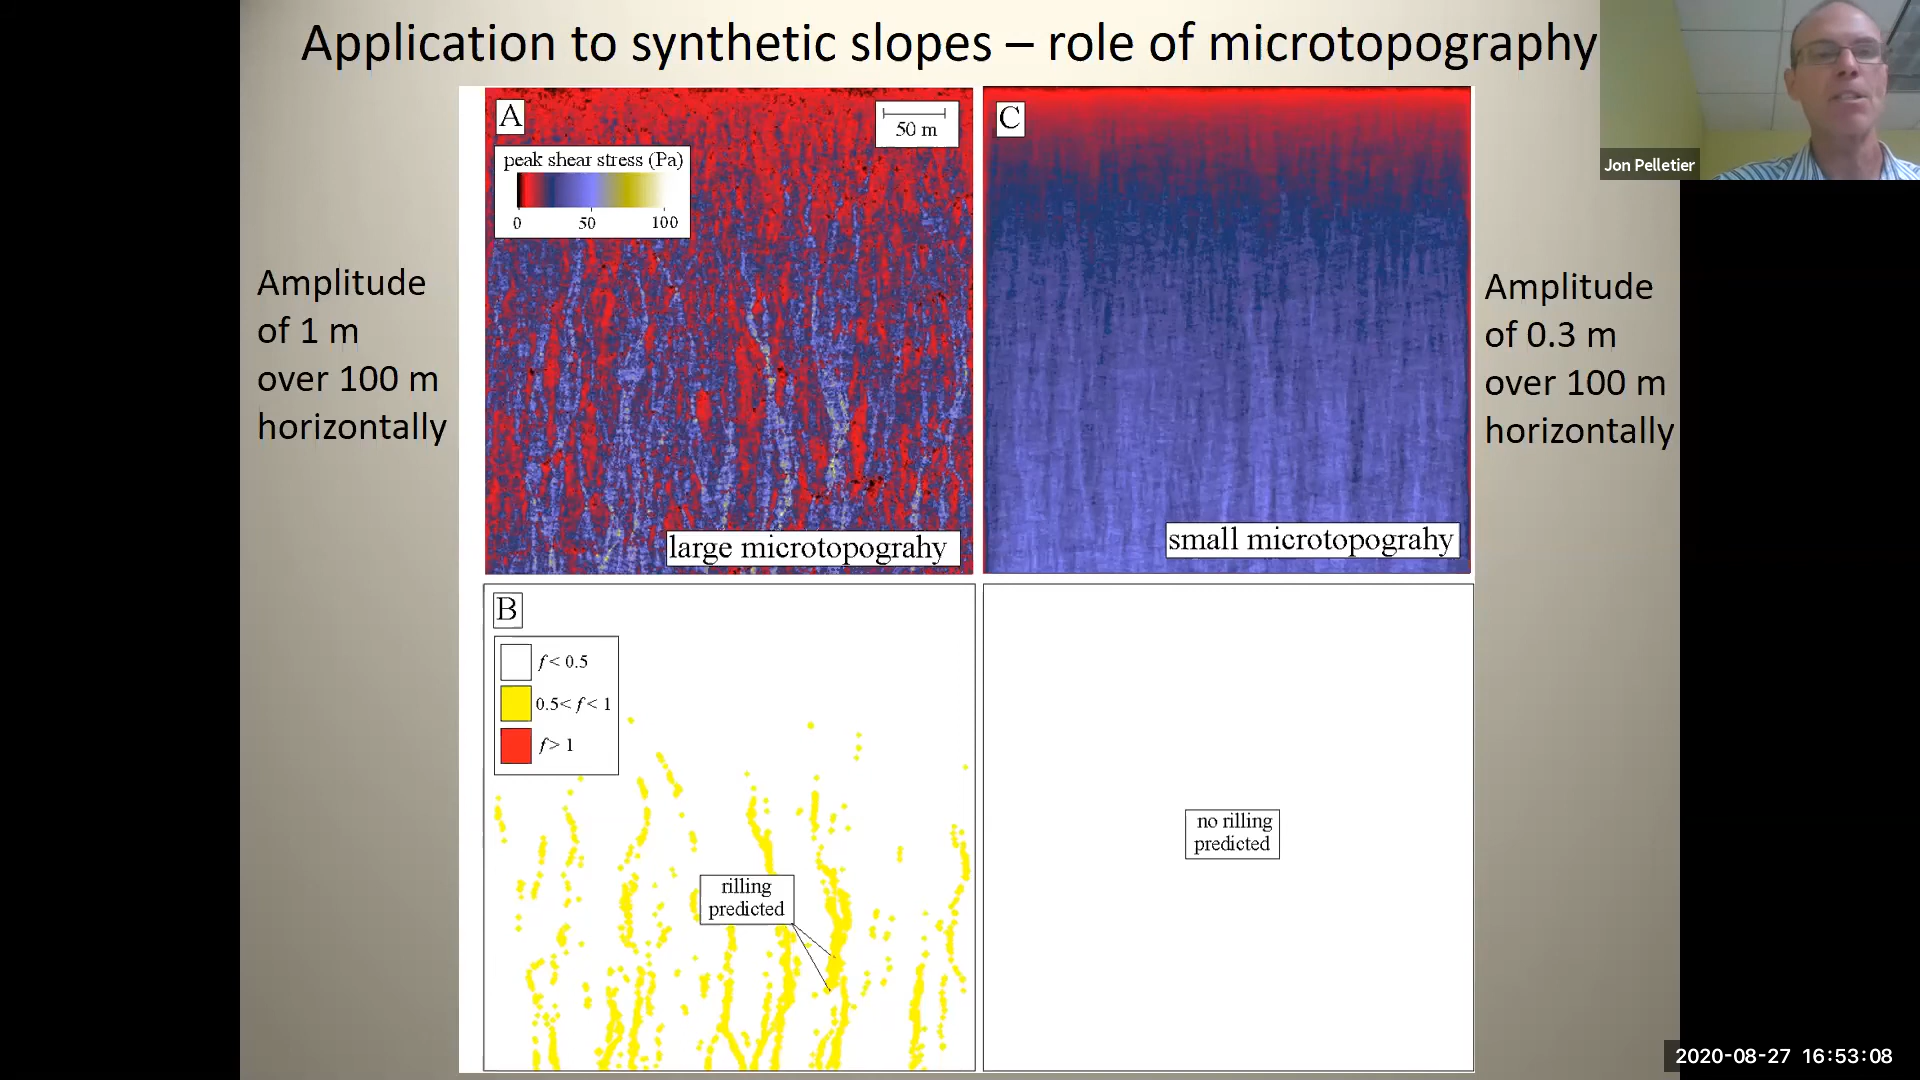 Application to synthetic slopes – role of microtopography
Jon Pelletier
Amplitude
of 1 m
over 100 m
horizontally
A
50 m
peak shear stress (Pa)
0 50 100
large microtopograhy
C
small microtopograhy
Amplitude
of 0.3 m
over 100 m
horizontally
B
f < 0.5
0.5< f < 1
f > 1
rilling
predicted
no rilling
predicted
2020-08-27 16:53:08